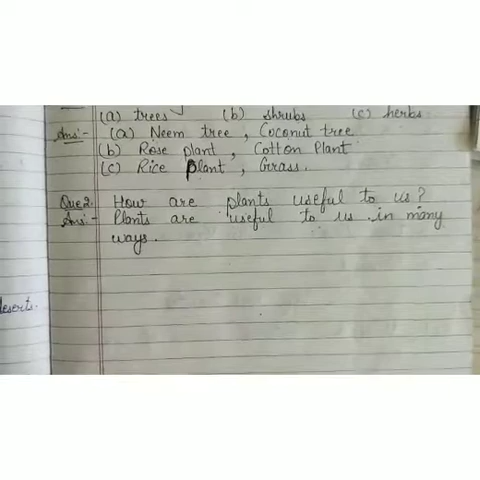 (a) trees (b) shrubs (c) herbs
Ans:- (a) Neem tree, Coconut tree
(b) Rose plant, Cotton Plant
(c) Rice Plant, Grass.
Que2. How are plants useful to us?
Ans:- Plants are useful to us in many
ways.
deserts.